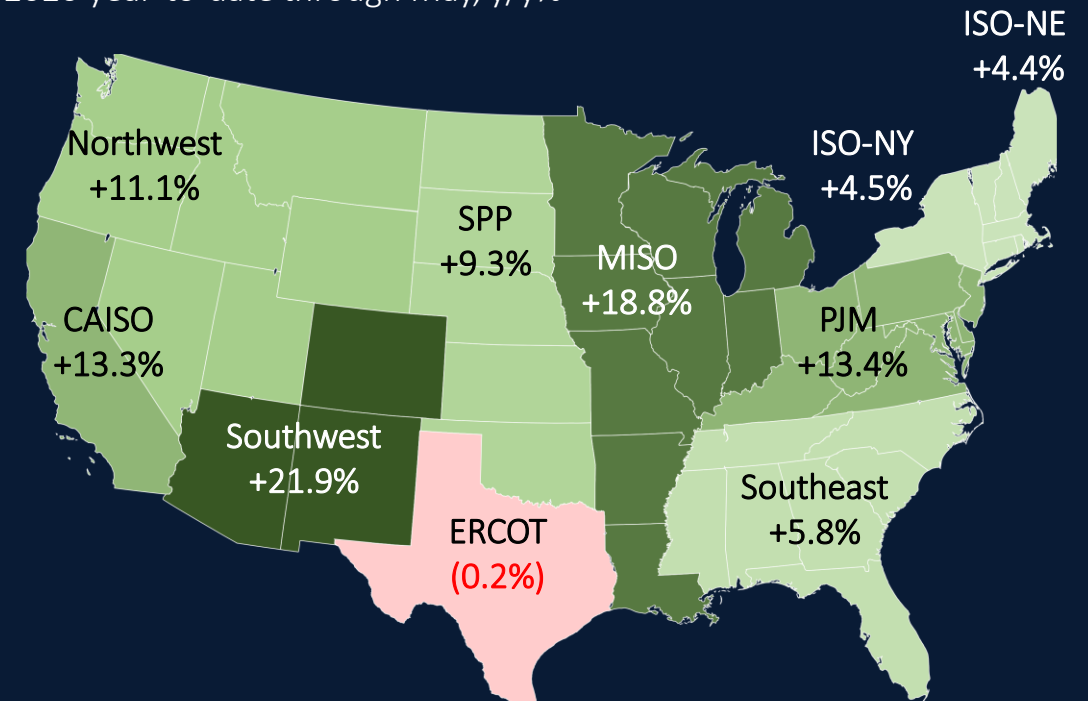 ISO-NE
+4.4%
Northwest
+11.1%
ISO-NY
+4.5%
SPP
+9.3%
MISO
+18.8%
CAISO
+13.3%
PJM
+13.4%
Southwest
+21.9%
Southeast
+5.8%
ERCOT
(0.2%)